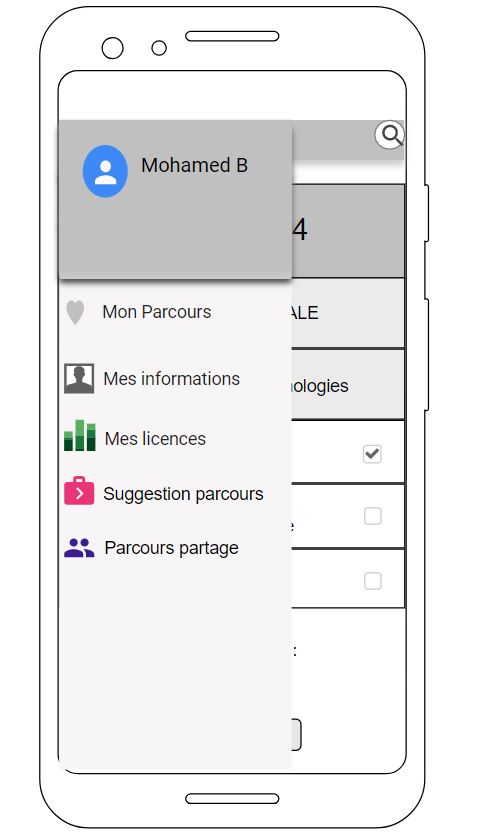 Mohamed B
4
Mon Parcours
ALE
Mes informations
nologies
Mes licences
Suggestion parcours
e
Parcours partage
: